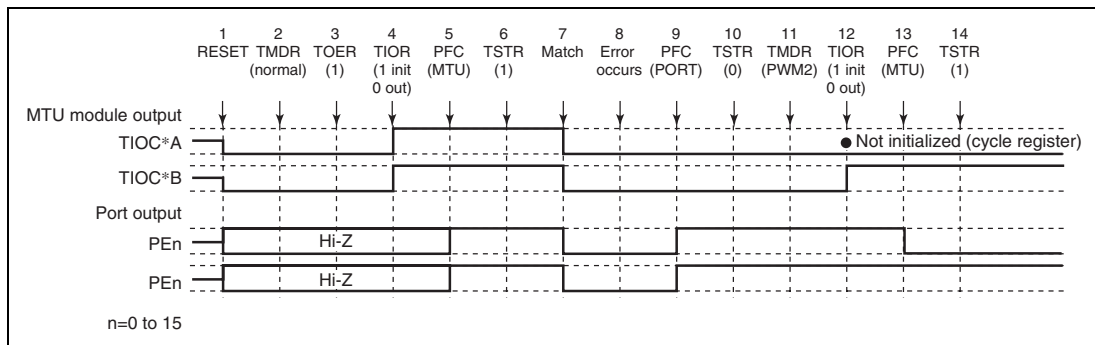 1 2 3 4 5 6 7 8 9 10 11 12 13 14
RESET TMDR TOER TIOR PFC TSTR Match Error PFC TSTR TMDR TIOR PFC TSTR
(normal) (1) (1 init (MTU) (1) occurs (PORT) (0) (PWM2) (1 init (MTU) (1)
0 out) 0 out)
MTU module output
TIOC*A ● Not initialized (cycle register)
TIOC*B
Port output
PEn Hi-Z
PEn Hi-Z
n=0 to 15